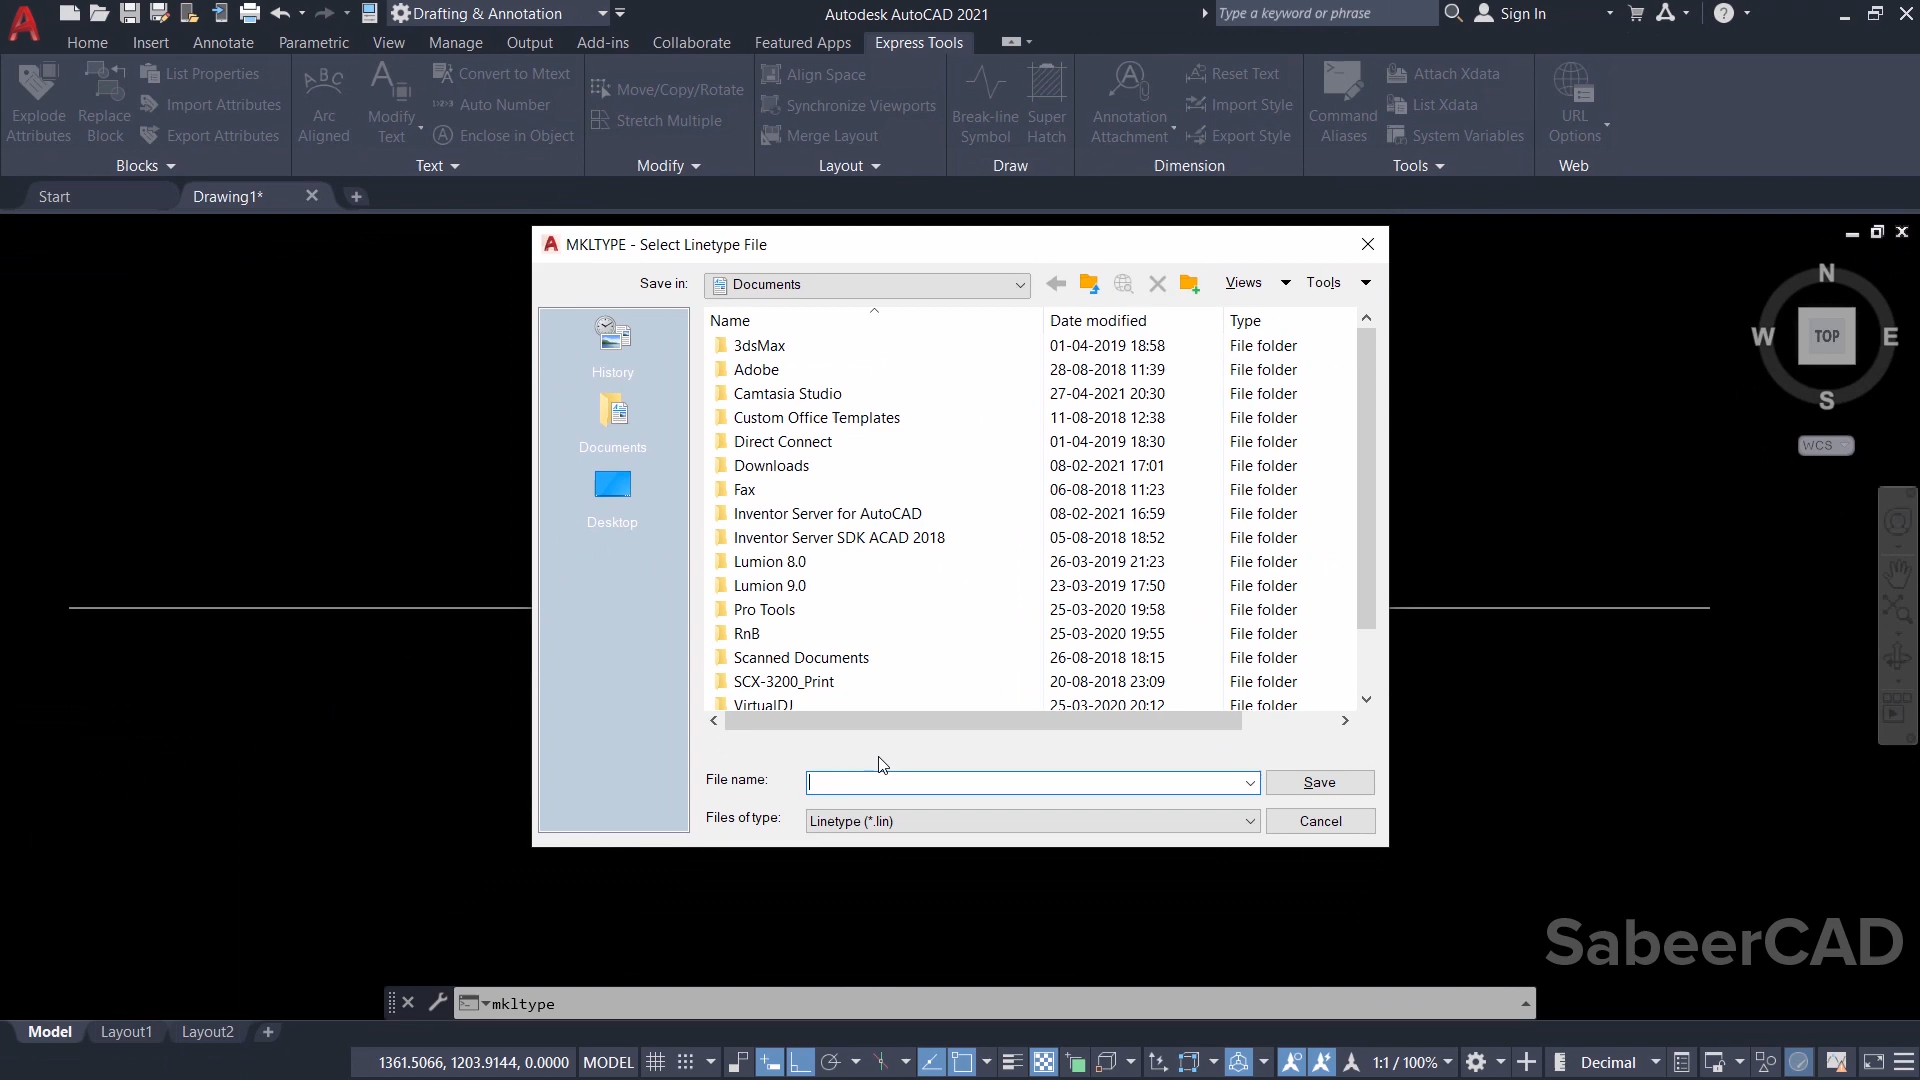 Drafting & Annotation
Autodesk AutoCAD 2021
Type a keyword or phrase
Sign In
Home Insert Annotate Parametric View Manage Output Add-ins Collaborate Featured Apps Express Tools
Explode Attributes
Replace Block
List Properties
Import Attributes
Export Attributes
Arc Aligned
Modify Text
Convert to Mtext
Auto Number
Enclose in Object
Move/Copy/Rotate
Stretch Multiple
Align Space
Synchronize Viewports
Merge Layout
Break-line Symbol
Super Hatch
Annotation Attachment
Reset Text
Import Style
Export Style
Command Aliases
Attach Xdata
List Xdata
System Variables
URL Options
Blocks Text Modify Layout Draw Dimension Tools Web
Start Drawing1*
MKLTYPE - Select Linetype File
Save in: Documents Views Tools
History
Documents
Desktop
Name Date modified Type
3dsMax 01-04-2019 18:58 File folder
Adobe 28-08-2018 11:39 File folder
Camtasia Studio 27-04-2021 20:30 File folder
Custom Office Templates 11-08-2018 12:38 File folder
Direct Connect 01-04-2019 18:30 File folder
Downloads 08-02-2021 17:01 File folder
Fax 06-08-2018 11:23 File folder
Inventor Server for AutoCAD 08-02-2021 16:59 File folder
Inventor Server SDK ACAD 2018 05-08-2018 18:52 File folder
Lumion 8.0 26-03-2019 21:23 File folder
Lumion 9.0 23-03-2019 17:50 File folder
Pro Tools 25-03-2020 19:58 File folder
RnB 25-03-2020 19:55 File folder
Scanned Documents 26-08-2018 18:15 File folder
SCX-3200_Print 20-08-2018 23:09 File folder
VirtualDJ 25-03-2020 20:12 File folder
File name: Save
Files of type: Linetype (*.lin) Cancel
N
W TOP E
S
WCS
SabeerCAD
mkltype
Model Layout1 Layout2
1361.5066, 1203.9144, 0.0000 MODEL 1:1 / 100% Decimal